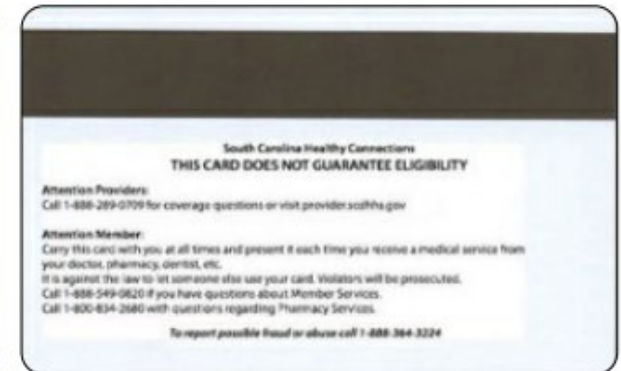 South Carolina Healthy Connections
THIS CARD DOES NOT GUARANTEE ELIGIBILITY
Attention Providers:
Call 1-888-289-0709 for coverage questions or visit provider.scdhhs.gov
Attention Member:
Carry this card with you at all times and present it each time you receive a medical service from
your doctor, pharmacy, dentist, etc.
It is against the law to let someone else use your card. Violators will be prosecuted.
Call 1-888-549-0820 if you have questions about Member Services.
Call 1-800-834-2680 with questions regarding Pharmacy Services.
To report possible fraud or abuse call 1-888-364-3224